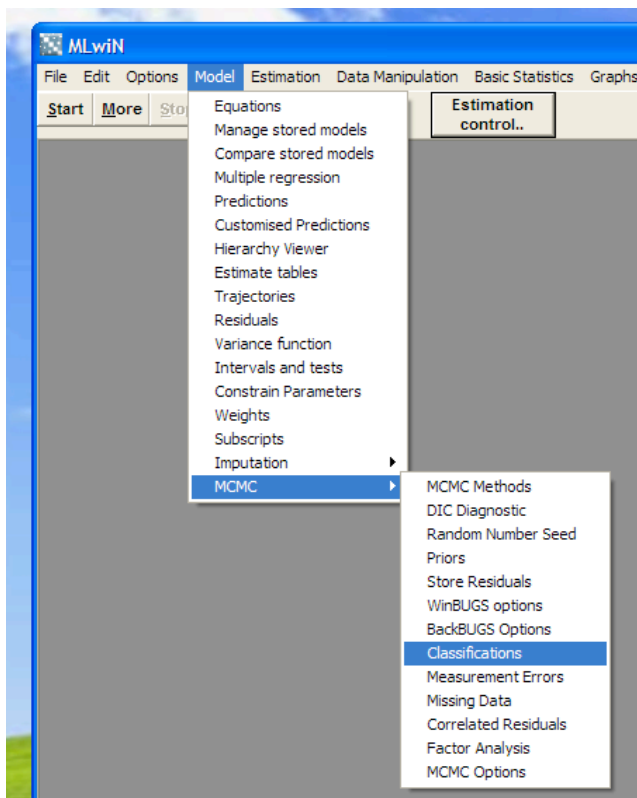 MLwiN
File Edit Options Model Estimation Data Manipulation Basic Statistics Graphs
Start More Estimation control..
Equations
Manage stored models
Compare stored models
Multiple regression
Predictions
Customised Predictions
Hierarchy Viewer
Estimate tables
Trajectories
Residuals
Variance function
Intervals and tests
Constrain Parameters
Weights
Subscripts
Imputation
MCMC
MCMC Methods
DIC Diagnostic
Random Number Seed
Priors
Store Residuals
WinBUGS options
BackBUGS Options
Classifications
Measurement Errors
Missing Data
Correlated Residuals
Factor Analysis
MCMC Options